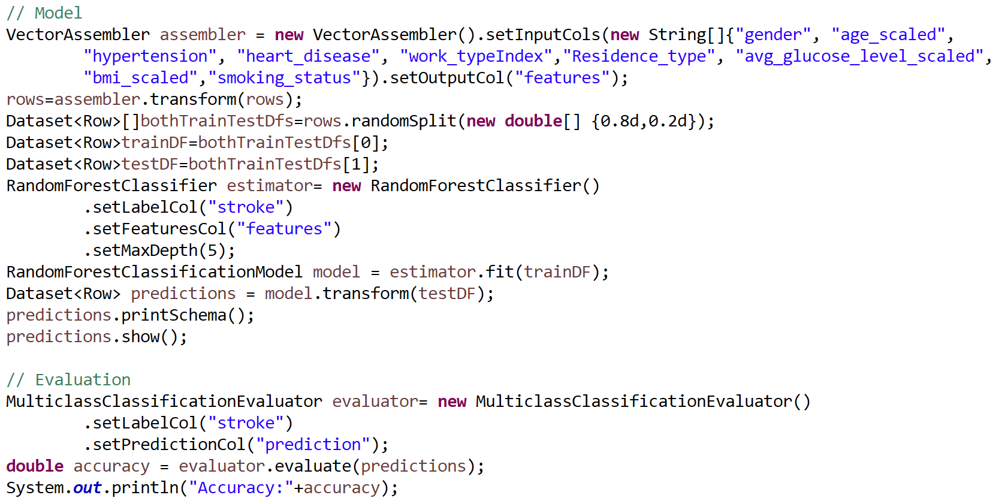 // Model
VectorAssembler assembler = new VectorAssembler().setInputCols(new String[]{"gender", "age_scaled",
        "hypertension", "heart_disease", "work_typeIndex","Residence_type", "avg_glucose_level_scaled",
        "bmi_scaled","smoking_status"}).setOutputCol("features");
rows=assembler.transform(rows);
Dataset<Row>[]bothTrainTestDfs=rows.randomSplit(new double[] {0.8d,0.2d});
Dataset<Row>trainDF=bothTrainTestDfs[0];
Dataset<Row>testDF=bothTrainTestDfs[1];
RandomForestClassifier estimator= new RandomForestClassifier()
        .setLabelCol("stroke")
        .setFeaturesCol("features")
        .setMaxDepth(5);
RandomForestClassificationModel model = estimator.fit(trainDF);
Dataset<Row> predictions = model.transform(testDF);
predictions.printSchema();
predictions.show();

// Evaluation
MulticlassClassificationEvaluator evaluator= new MulticlassClassificationEvaluator()
        .setLabelCol("stroke")
        .setPredictionCol("prediction");
double accuracy = evaluator.evaluate(predictions);
System.out.println("Accuracy:"+accuracy);